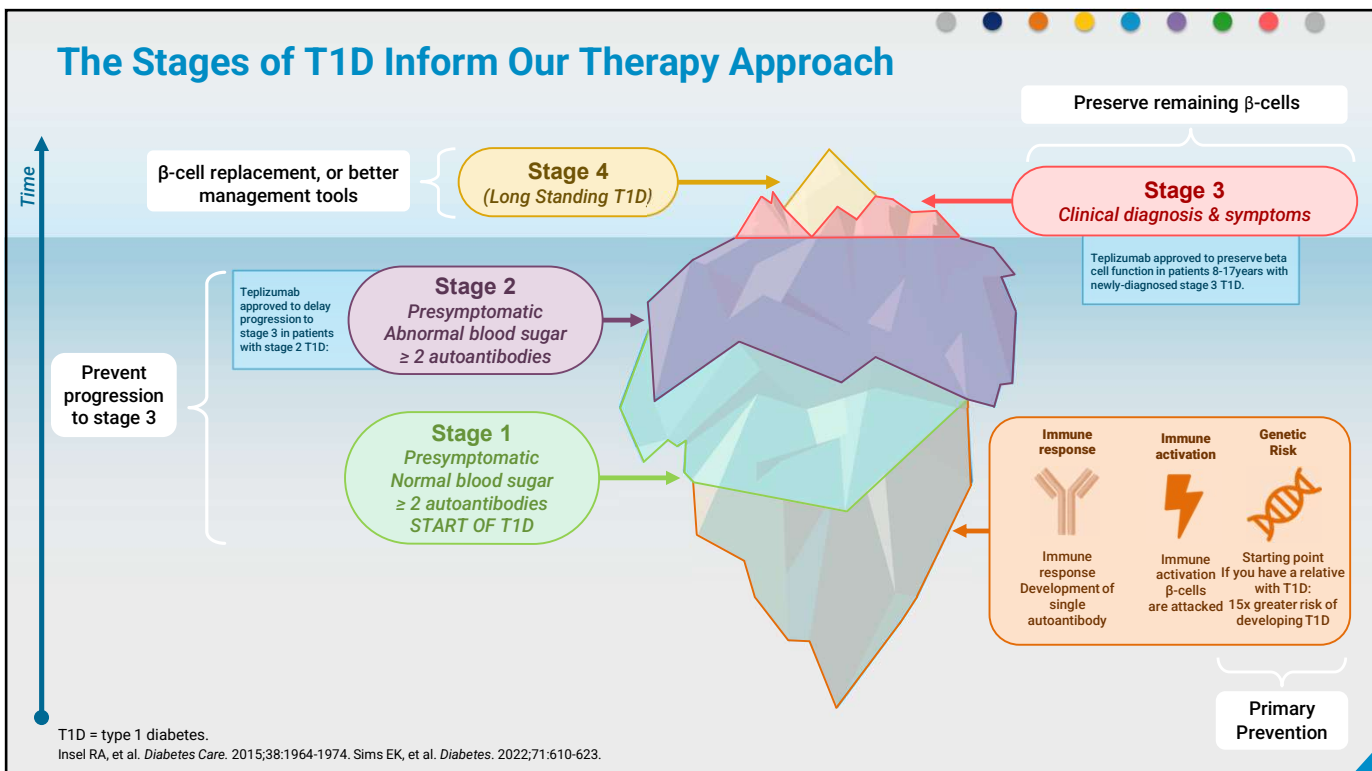 The Stages of T1D Inform Our Therapy Approach
Time
β-cell replacement, or better
management tools
Stage 4
(Long Standing T1D)
Preserve remaining β-cells
Stage 3
Clinical diagnosis & symptoms
Teplizumab approved to preserve beta
cell function in patients 8-17years with
newly-diagnosed stage 3 T1D.
Prevent
progression
to stage 3
Teplizumab
approved to delay
progression to
stage 3 in patients
with stage 2 T1D:
Stage 2
Presymptomatic
Abnormal blood sugar
≥ 2 autoantibodies
Stage 1
Presymptomatic
Normal blood sugar
≥ 2 autoantibodies
START OF T1D
Immune
response
Immune
response
Development of
single
autoantibody
Immune
activation
Immune
activation
β-cells
are attacked
Genetic
Risk
Starting point
If you have a relative
with T1D:
15x greater risk of
developing T1D
Primary
Prevention
T1D = type 1 diabetes.
Insel RA, et al. Diabetes Care. 2015;38:1964-1974. Sims EK, et al. Diabetes. 2022;71:610-623.